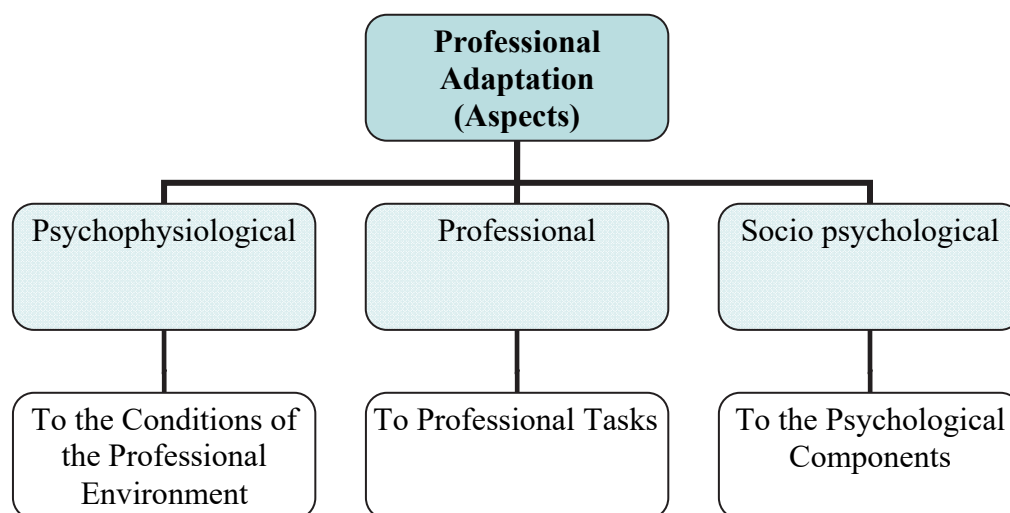 Professional
Adaptation
(Aspects)
Psychophysiological
Professional
Socio psychological
To the Conditions of
the Professional
Environment
To Professional Tasks
To the Psychological
Components